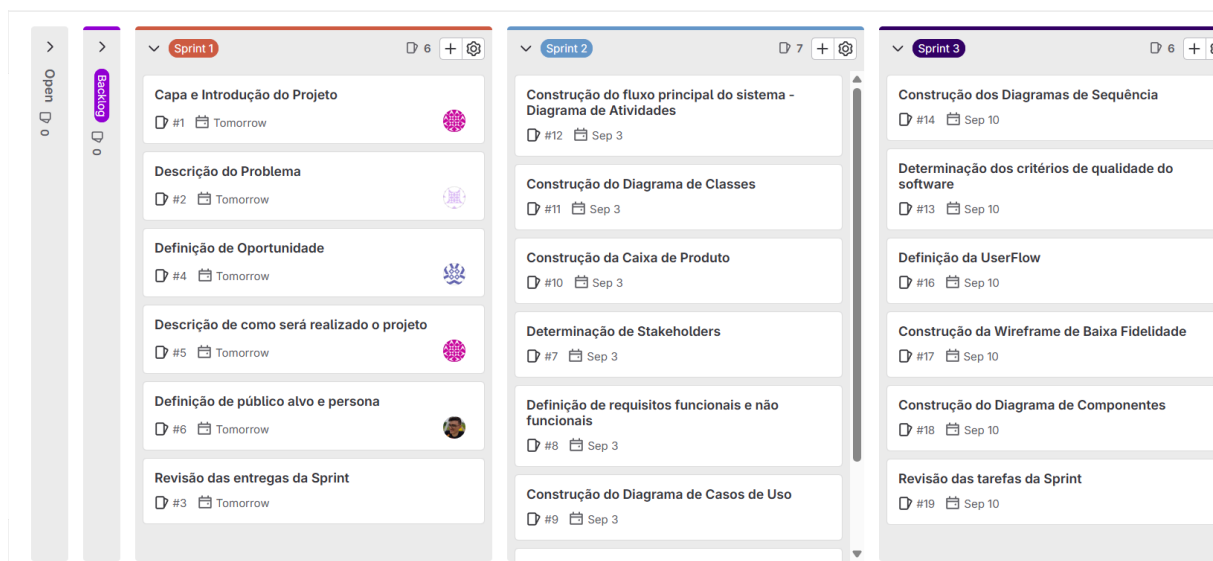 Open 0
Backlog 0
Sprint 1 6
Capa e Introdução do Projeto
#1 Tomorrow
Descrição do Problema
#2 Tomorrow
Definição de Oportunidade
#4 Tomorrow
Descrição de como será realizado o projeto
#5 Tomorrow
Definição de público alvo e persona
#6 Tomorrow
Revisão das entregas da Sprint
#3 Tomorrow
Sprint 2 7
Construção do fluxo principal do sistema -
Diagrama de Atividades
#12 Sep 3
Construção do Diagrama de Classes
#11 Sep 3
Construção da Caixa de Produto
#10 Sep 3
Determinação de Stakeholders
#7 Sep 3
Definição de requisitos funcionais e não
funcionais
#8 Sep 3
Construção do Diagrama de Casos de Uso
#9 Sep 3
Sprint 3 6
Construção dos Diagramas de Sequência
#14 Sep 10
Determinação dos critérios de qualidade do
software
#13 Sep 10
Definição da UserFlow
#16 Sep 10
Construção da Wireframe de Baixa Fidelidade
#17 Sep 10
Construção do Diagrama de Componentes
#18 Sep 10
Revisão das tarefas da Sprint
#19 Sep 10